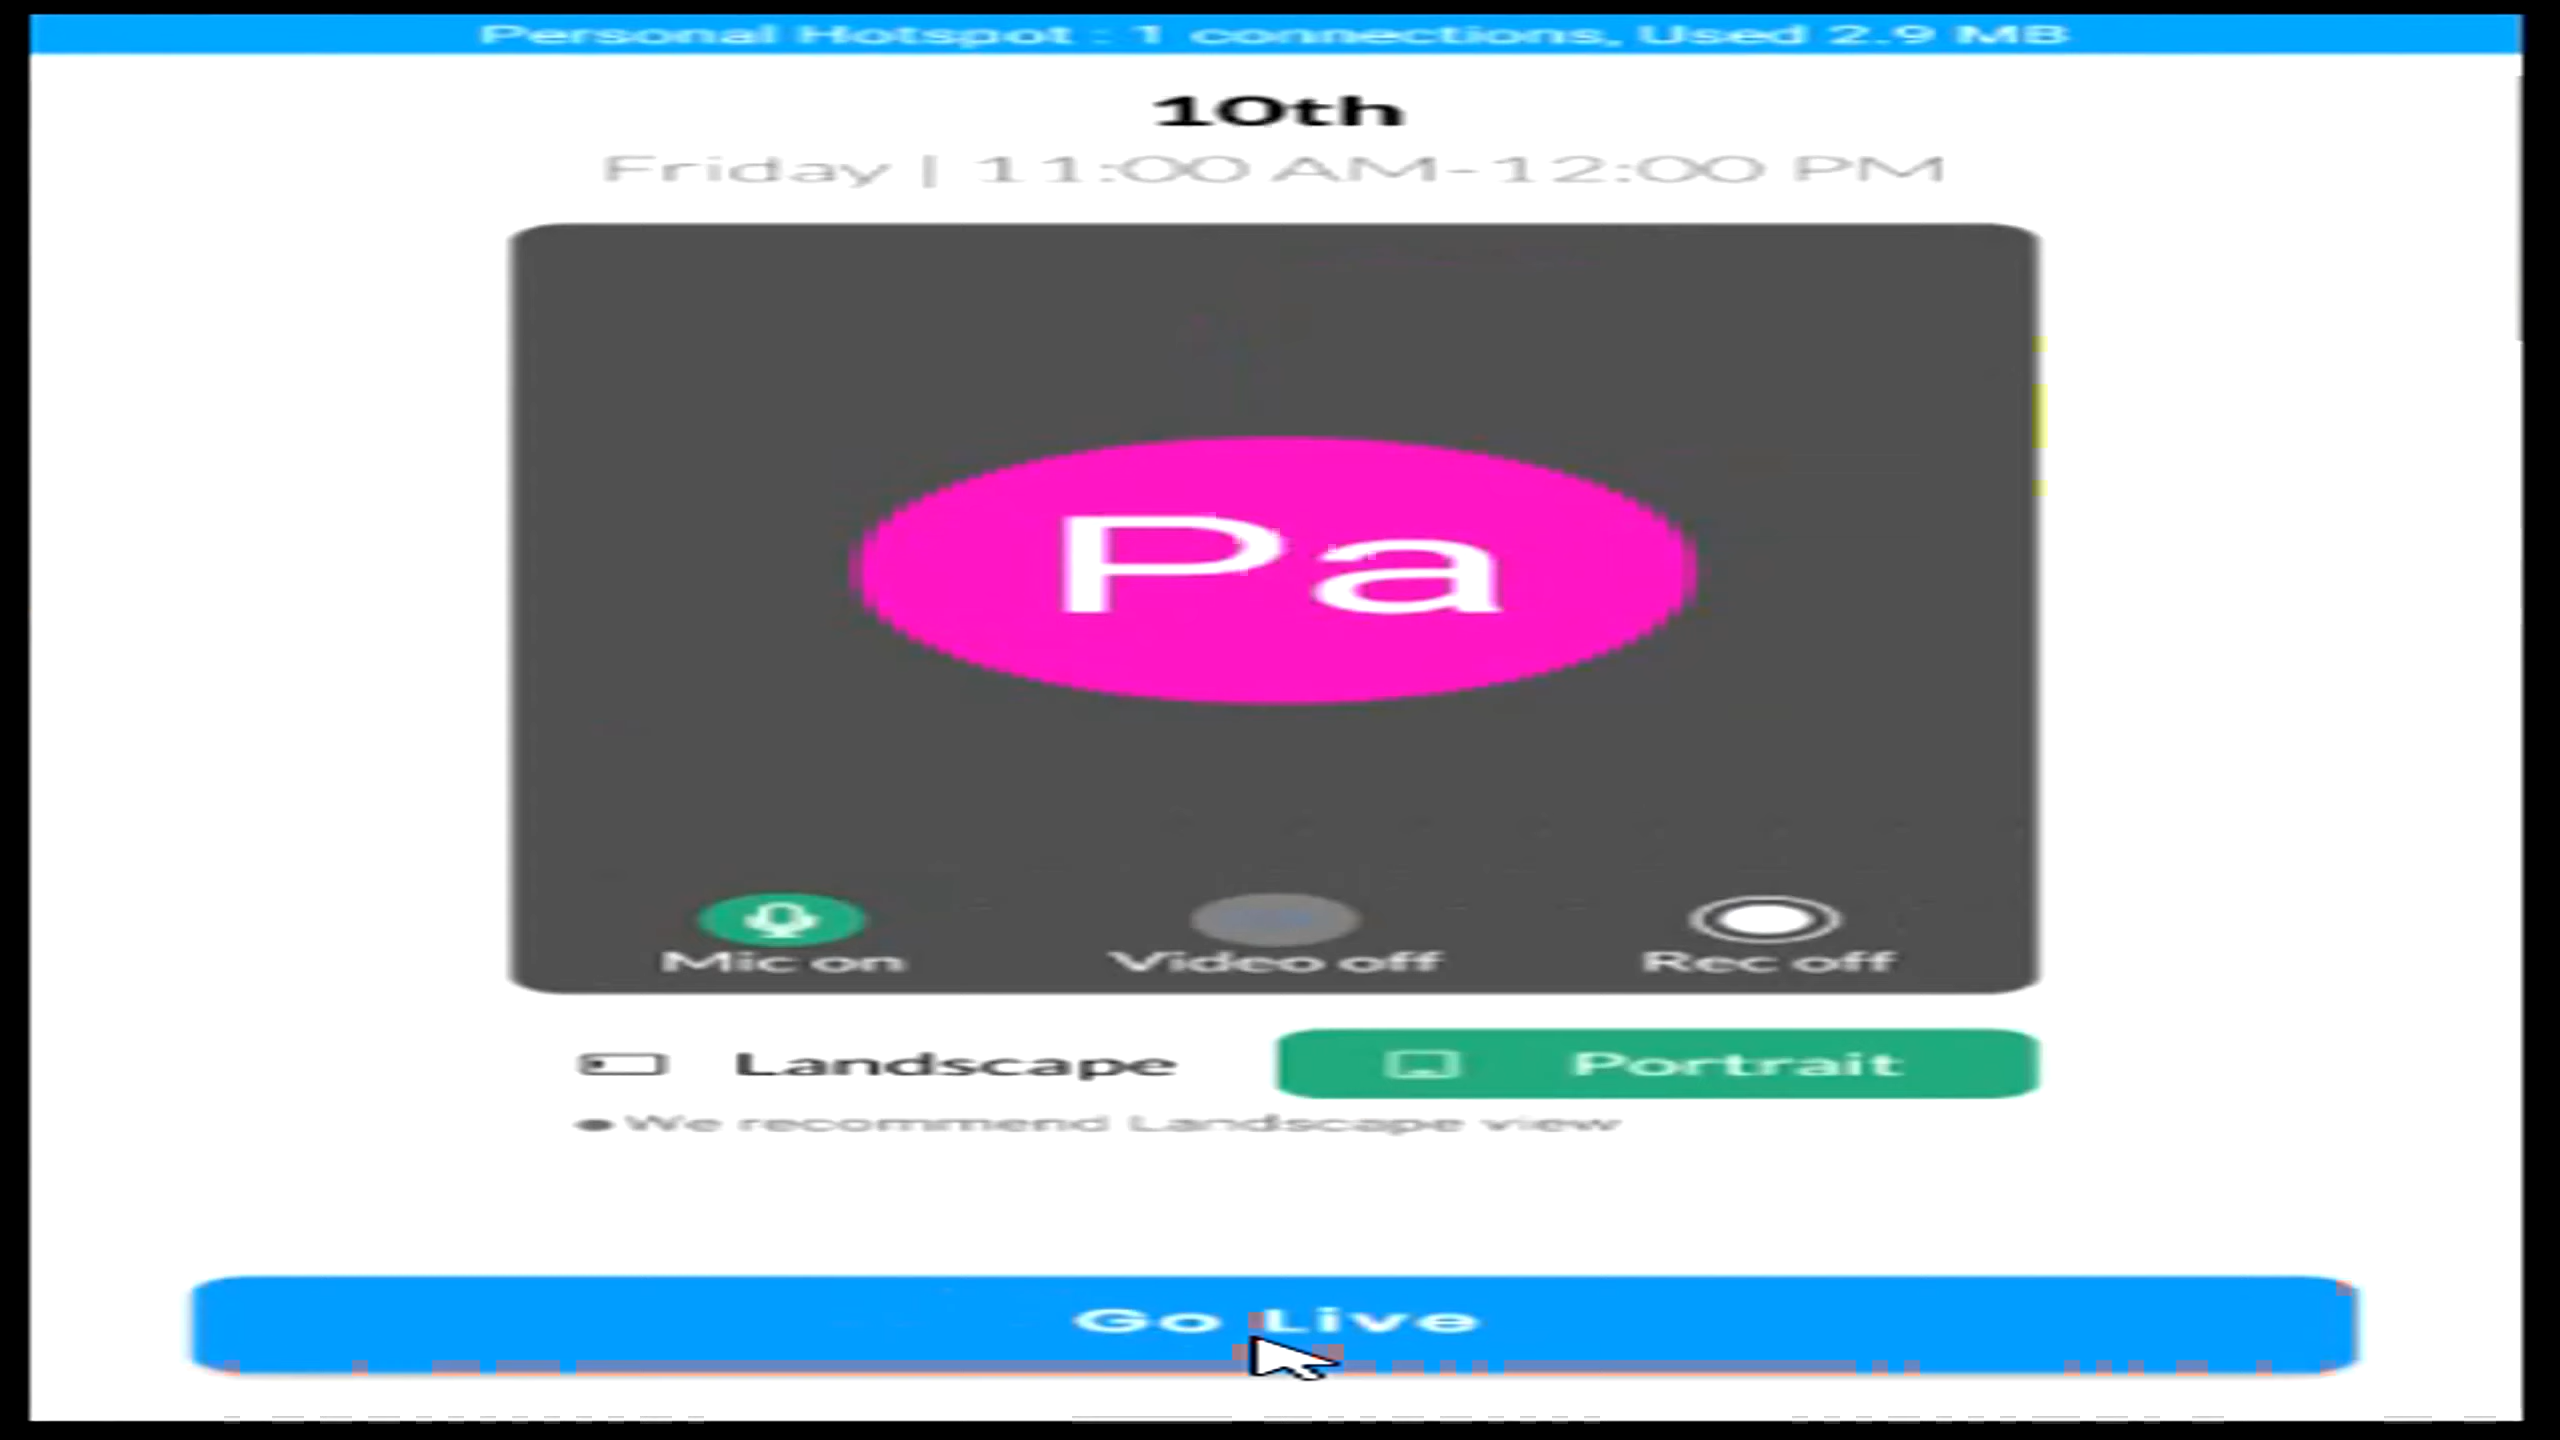 Personal Hotspot : 1 connections, Used 2.9 MB
10th
Friday | 11:00 AM-12:00 PM
Pa
Mic on Video off Rec off
Landscape Portrait
● We recommend Landscape view
Go Live